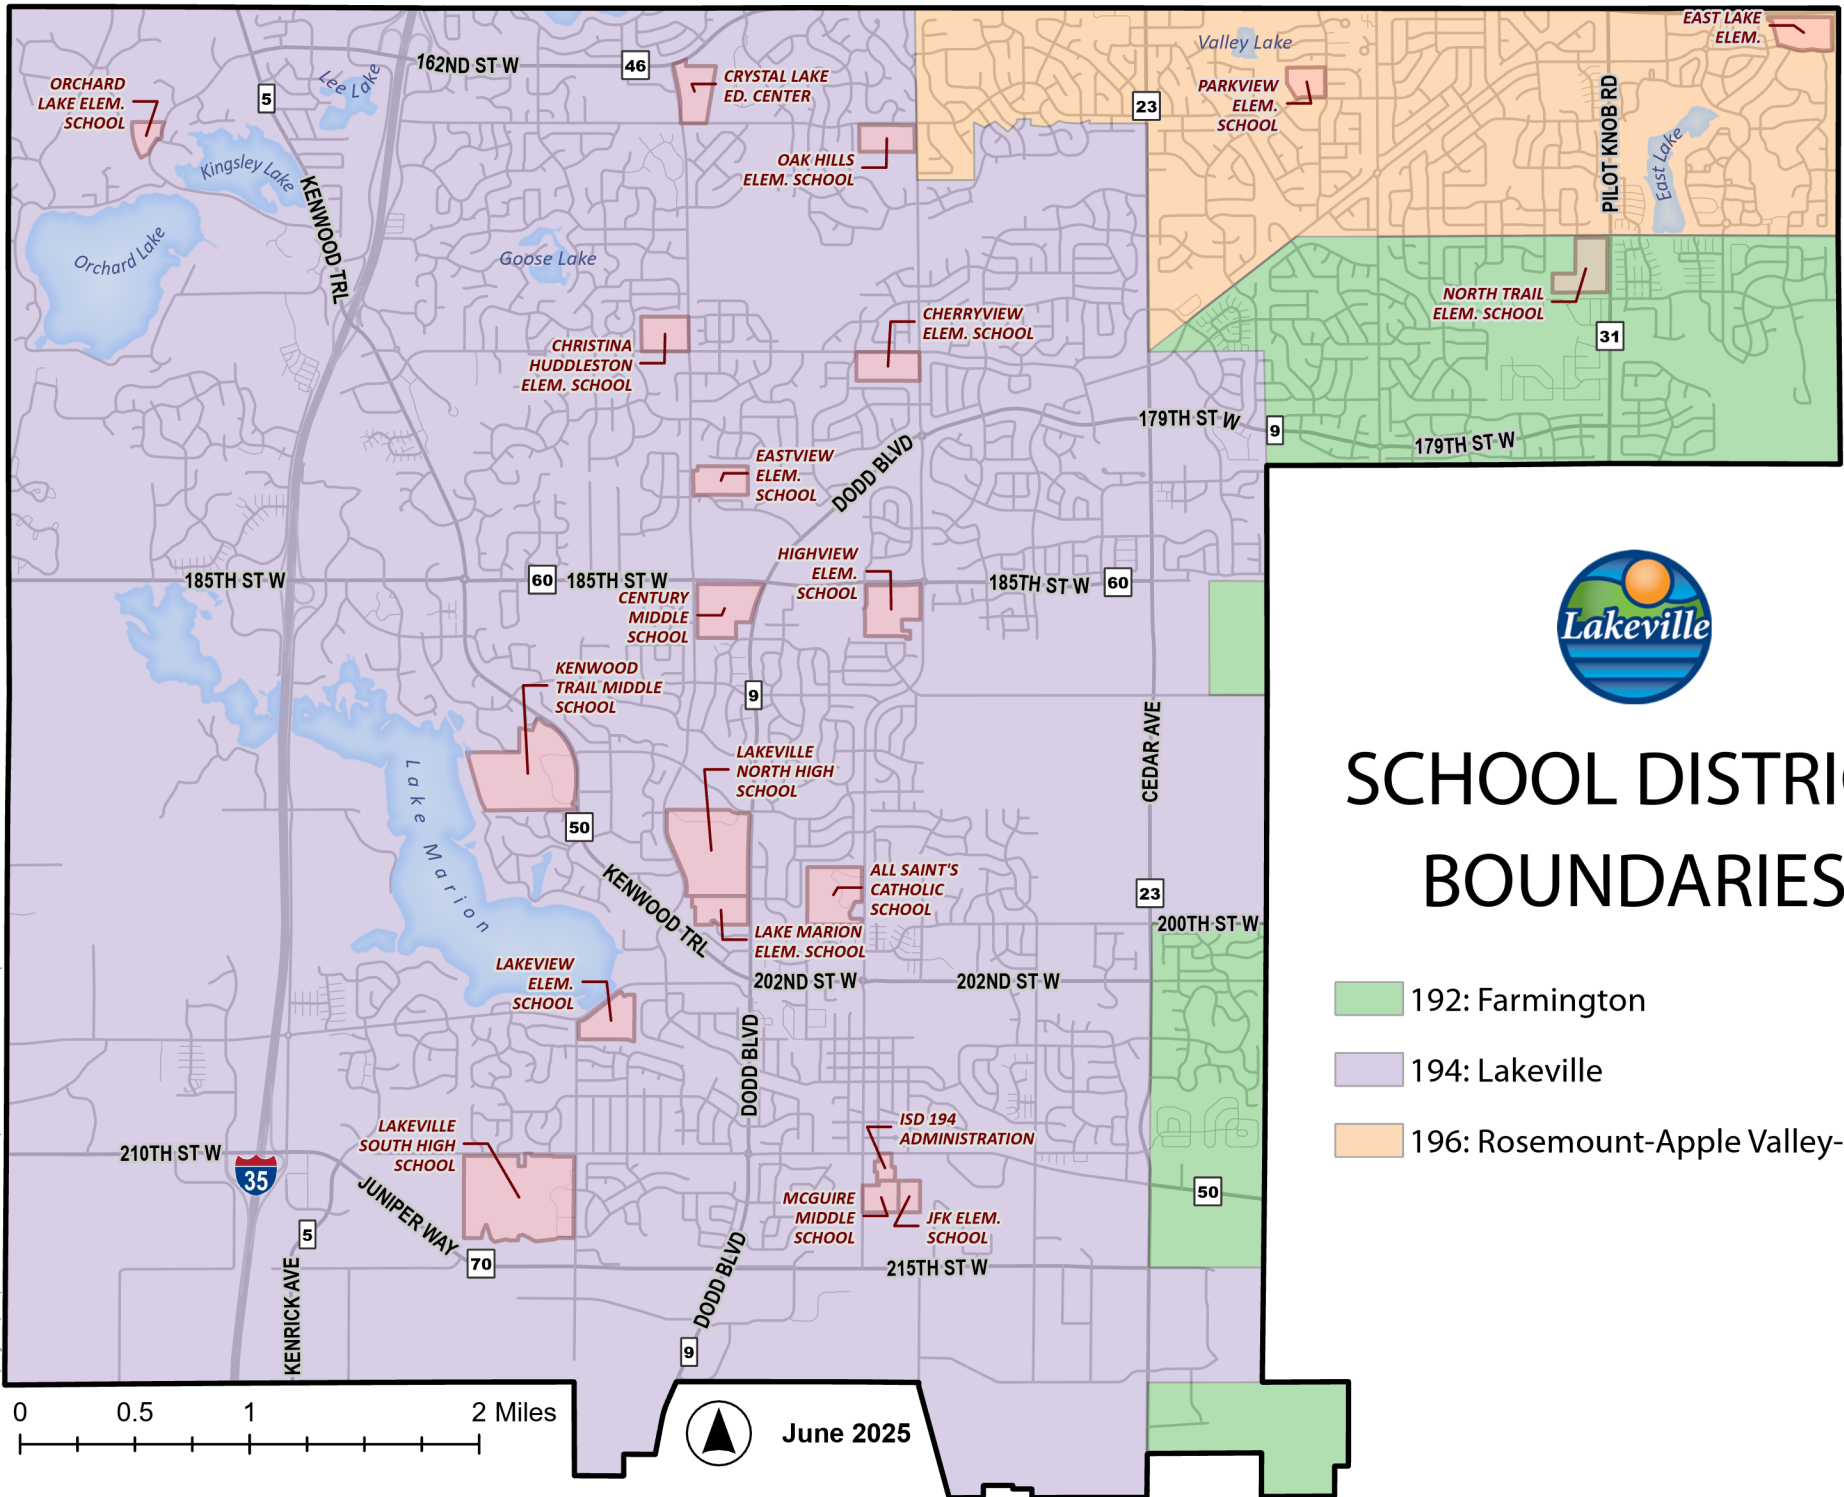 EAST LAKE
ELEM.
Valley Lake
162ND ST W
46
5
Lee Lake
CRYSTAL LAKE
ED. CENTER
ORCHARD
LAKE ELEM.
SCHOOL
PARKVIEW
ELEM.
SCHOOL
23
PILOT KNOB RD
East Lake
OAK HILLS
ELEM. SCHOOL
Kingsley Lake
KENWOOD TRL
Orchard Lake
Goose Lake
NORTH TRAIL
ELEM. SCHOOL
31
CHERRYVIEW
ELEM. SCHOOL
CHRISTINA
HUDDLESTON
ELEM. SCHOOL
179TH ST W
9
179TH ST W
DODD BLVD
EASTVIEW
ELEM.
SCHOOL
HIGHVIEW
ELEM.
SCHOOL
185TH ST W
60
185TH ST W
185TH ST W
60
CENTURY
MIDDLE
SCHOOL
Lakeville
KENWOOD
TRAIL MIDDLE
SCHOOL
9
CEDAR AVE
LAKEVILLE
NORTH HIGH
SCHOOL
SCHOOL DISTRI
BOUNDARIES
Lake Marion
50
KENWOOD TRL
ALL SAINT'S
CATHOLIC
SCHOOL
23
200TH ST W
LAKE MARION
ELEM. SCHOOL
LAKEVIEW
ELEM.
SCHOOL
202ND ST W
202ND ST W
192: Farmington
194: Lakeville
196: Rosemount-Apple Valley-
DODD BLVD
LAKEVILLE
SOUTH HIGH
SCHOOL
ISD 194
ADMINISTRATION
210TH ST W
35
JUNIPER WAY
MCGUIRE
MIDDLE
SCHOOL
JFK ELEM.
SCHOOL
50
5
70
215TH ST W
KENRICK AVE
DODD BLVD
9
0 0.5 1 2 Miles
June 2025